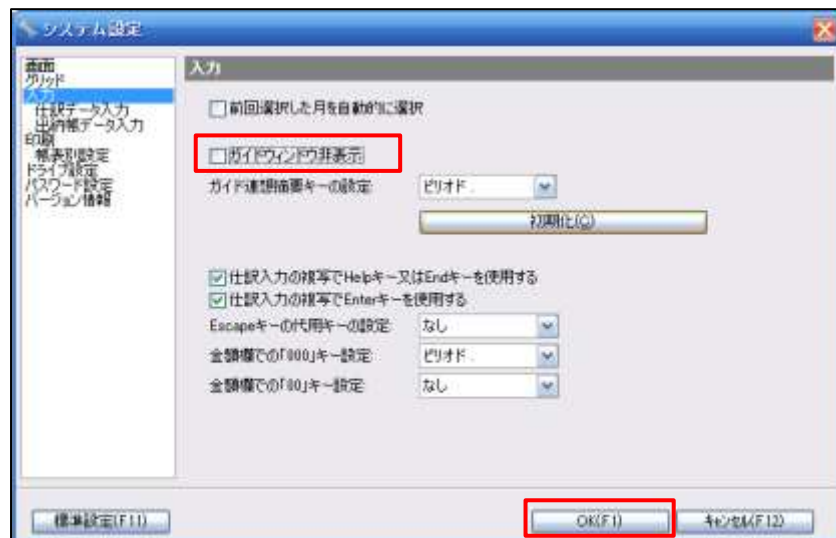 システム設定
画面
グリッド
入力
仕訳データ入力
出納帳データ入力
印刷
帳表別設定
ドライブ設定
パスワード設定
バージョン情報
入力
前回選択した月を自動的に選択
ガイドウィンドウ非表示
ガイド連想摘要キーの設定 ピリオド .
初期化(C)
仕訳入力の複写でHelpキー又はEndキーを使用する
仕訳入力の複写でEnterキーを使用する
Escapeキーの代用キーの設定 なし
金額欄での「000」キー設定 ピリオド .
金額欄での「00」キー設定 なし
標準設定(F11) OK(F1) キャンセル(F12)